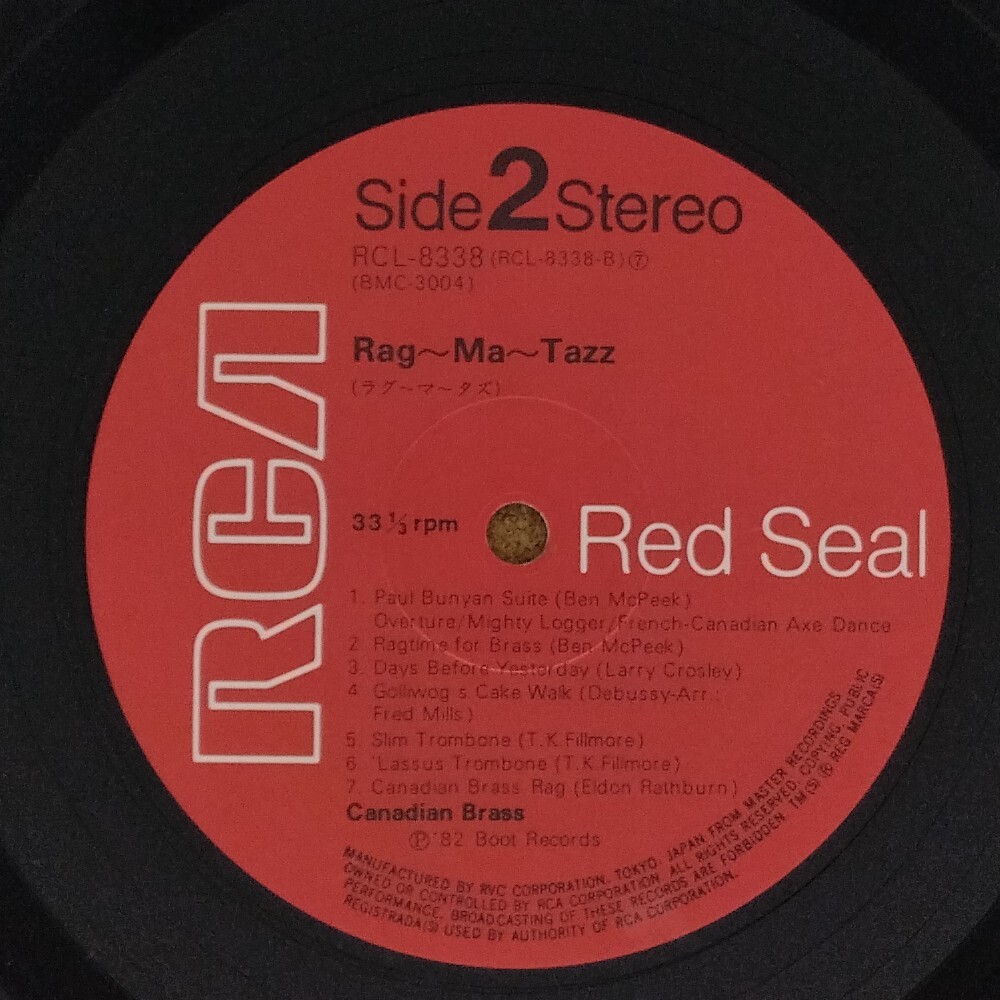 Side 2 Stereo
RCL-8338 (RCL-8338-B) ⑦
(BMC-3004)
Rag～Ma～Tazz
(ラグ～マ～タズ)
RCA
33 1/3 rpm
Red Seal
1. Paul Bunyan Suite (Ben McPeek)
Overture/Mighty Logger/French-Canadian Axe Dance
2. Ragtime for Brass (Ben McPeek)
3. Days Before Yesterday (Larry Crosley)
4. Golliwog s Cake Walk (Debussy-Arr.:
Fred Mills)
5. Slim Trombone (T.K.Fillmore)
6. 'Lassus Trombone (T.K.Fillmore)
7. Canadian Brass Rag (Eldon Rathburn)
Canadian Brass
Ⓟ '82 Boot Records
MANUFACTURED BY RVC CORPORATION, TOKYO, JAPAN, FROM MASTER RECORDINGS
OWNED OR CONTROLLED BY RCA CORPORATION. ALL RIGHTS RESERVED. COPYING, PUBLIC
PERFORMANCE, BROADCASTING OF THESE RECORDS ARE FORBIDDEN. TM(S) ® REG. MARCA(S)
REGISTRADA(S) USED BY AUTHORITY OF RCA CORPORATION.